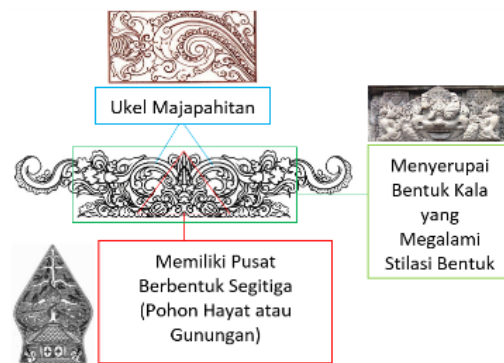 Ukel Majapahitan
Menyerupai
Bentuk Kala
yang
Megalami
Stilasi Bentuk
Memiliki Pusat
Berbentuk Segitiga
(Pohon Hayat atau
Gunungan)